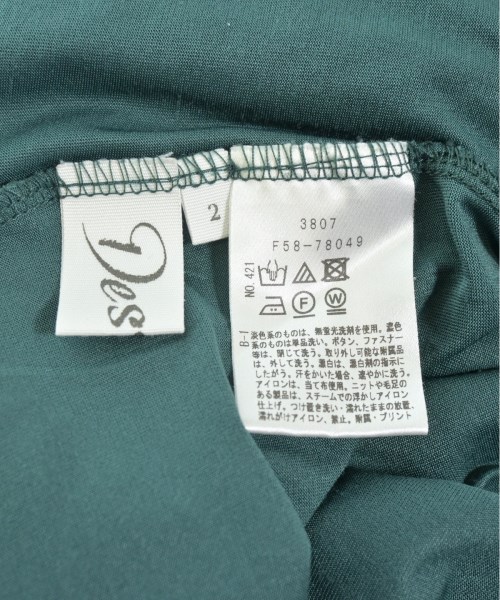 Des
2
3807
F58-78049
NO.421
B-1
淡色系のものは、無蛍光洗剤を使用。濃色
系のものは単品洗い。ボタン、ファスナー
等は、閉じて洗う。取り外し可能な附属品
は、外して洗う。漂白は、漂白剤の指示に
したがう。汗をかいた場合、速やかに洗う。
アイロンは、当て布使用。ニットや毛足の
ある製品は、スチームでの浮かしアイロン
仕上げ。つけ置き洗い・濡れたままの放置、
濡れがけアイロン、禁止。附属・プリント